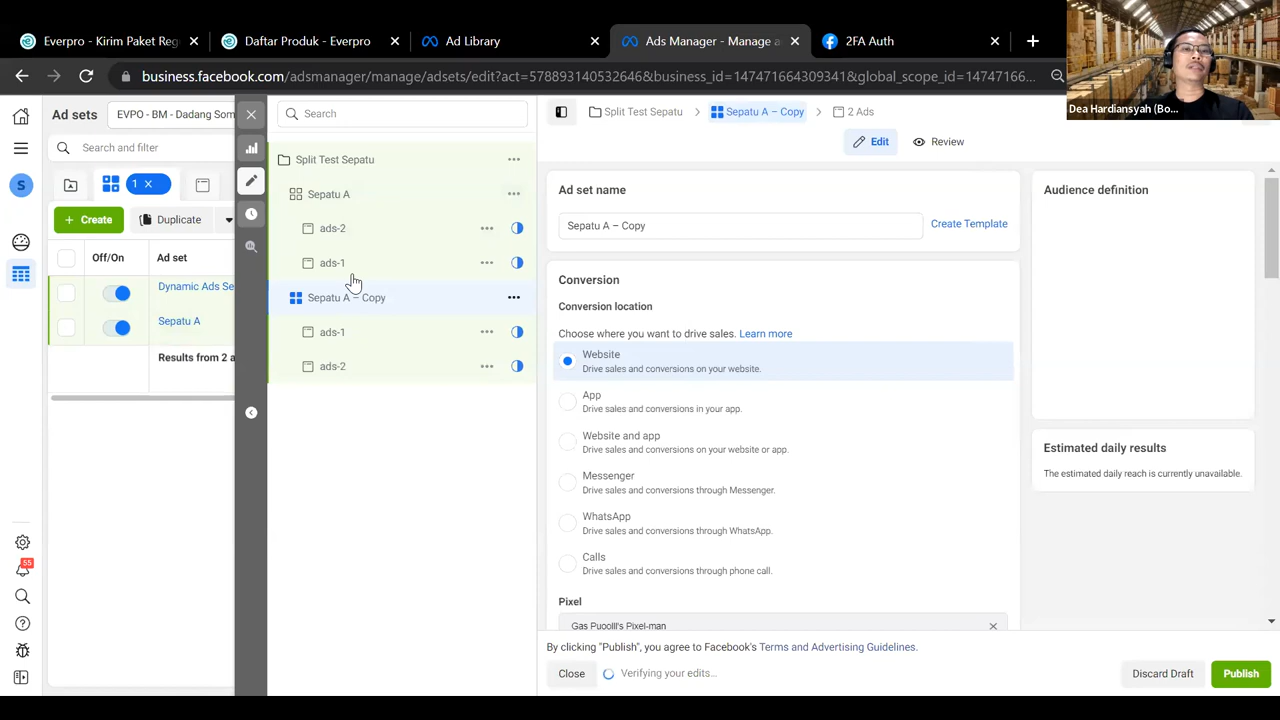 Everpro - Kirim Paket Reg
Daftar Produk - Everpro
Ad Library
Ads Manager - Manage a
2FA Auth
business.facebook.com/adsmanager/manage/adsets/edit?act=578893140532646&business_id=147471664309341&global_scope_id=14747166...
Dea Hardiansyah (Bo...
Ad sets
EVPO - BM - Dadang Som
Search and filter
1
S
Create
Duplicate
Off/On
Ad set
Dynamic Ads Se
Sepatu A
Results from 2 a
55
Search
Split Test Sepatu
Sepatu A
ads-2
ads-1
Sepatu A – Copy
ads-1
ads-2
Split Test Sepatu
Sepatu A – Copy
2 Ads
Edit
Review
Ad set name
Sepatu A – Copy
Create Template
Conversion
Conversion location
Choose where you want to drive sales. Learn more
Website
Drive sales and conversions on your website.
App
Drive sales and conversions in your app.
Website and app
Drive sales and conversions on your website or app.
Messenger
Drive sales and conversions through Messenger.
WhatsApp
Drive sales and conversions through WhatsApp.
Calls
Drive sales and conversions through phone call.
Pixel
Gas Puoolll's Pixel-man
Audience definition
Estimated daily results
The estimated daily reach is currently unavailable.
By clicking "Publish", you agree to Facebook's Terms and Advertising Guidelines.
Close
Verifying your edits...
Discard Draft
Publish